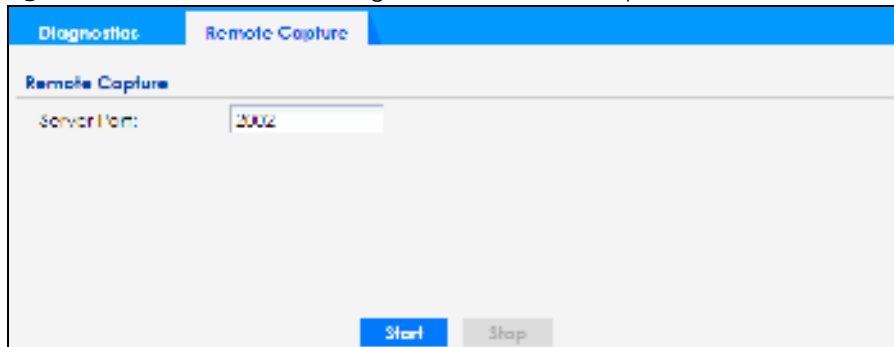 Diagnostics Remote Capture
Remote Capture
Server Port: 2002
Start Stop